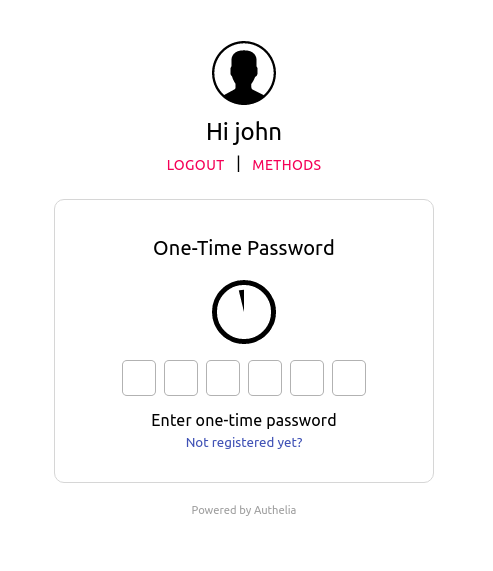 Hi john
LOGOUT | METHODS
One-Time Password
Enter one-time password
Not registered yet?
Powered by Authelia